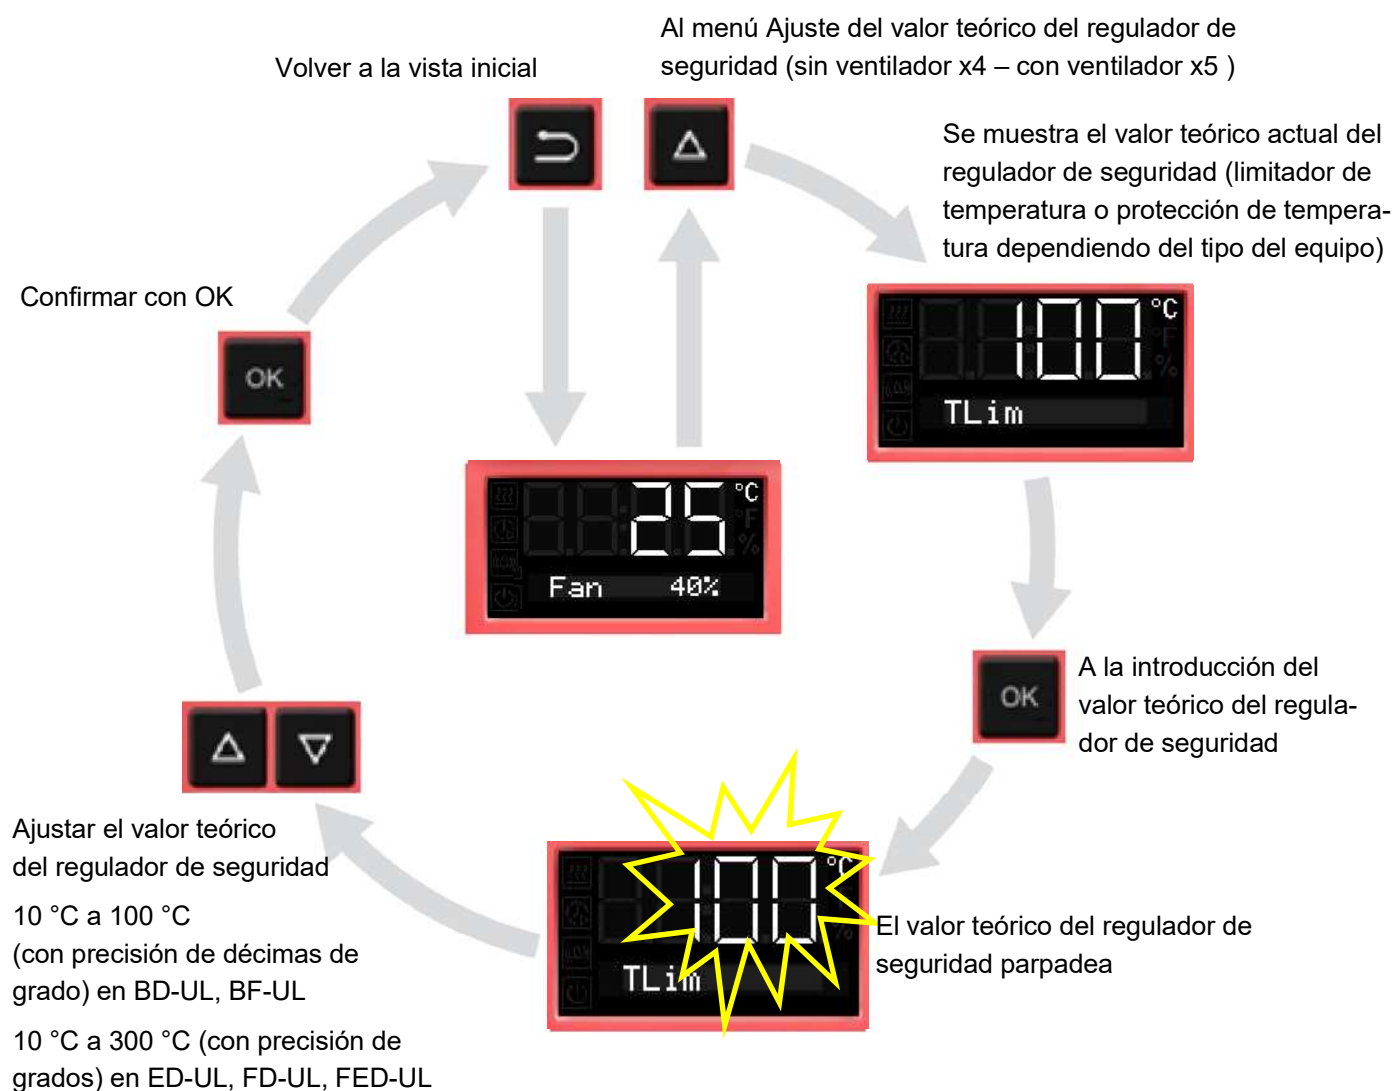 Al menú Ajuste del valor teórico del regulador de
seguridad (sin ventilador x4 – con ventilador x5 )
Volver a la vista inicial
Se muestra el valor teórico actual del
regulador de seguridad (limitador de
temperatura o protección de tempera-
tura dependiendo del tipo del equipo)
100 °C
°F
%
TLim
Confirmar con OK
OK
25 °C
°F
%
Fan 40%
A la introducción del
valor teórico del regula-
dor de seguridad
OK
100 °C
TLim
El valor teórico del regulador de
seguridad parpadea
Ajustar el valor teórico
del regulador de seguridad
10 °C a 100 °C
(con precisión de décimas de
grado) en BD-UL, BF-UL
10 °C a 300 °C (con precisión de
grados) en ED-UL, FD-UL, FED-UL